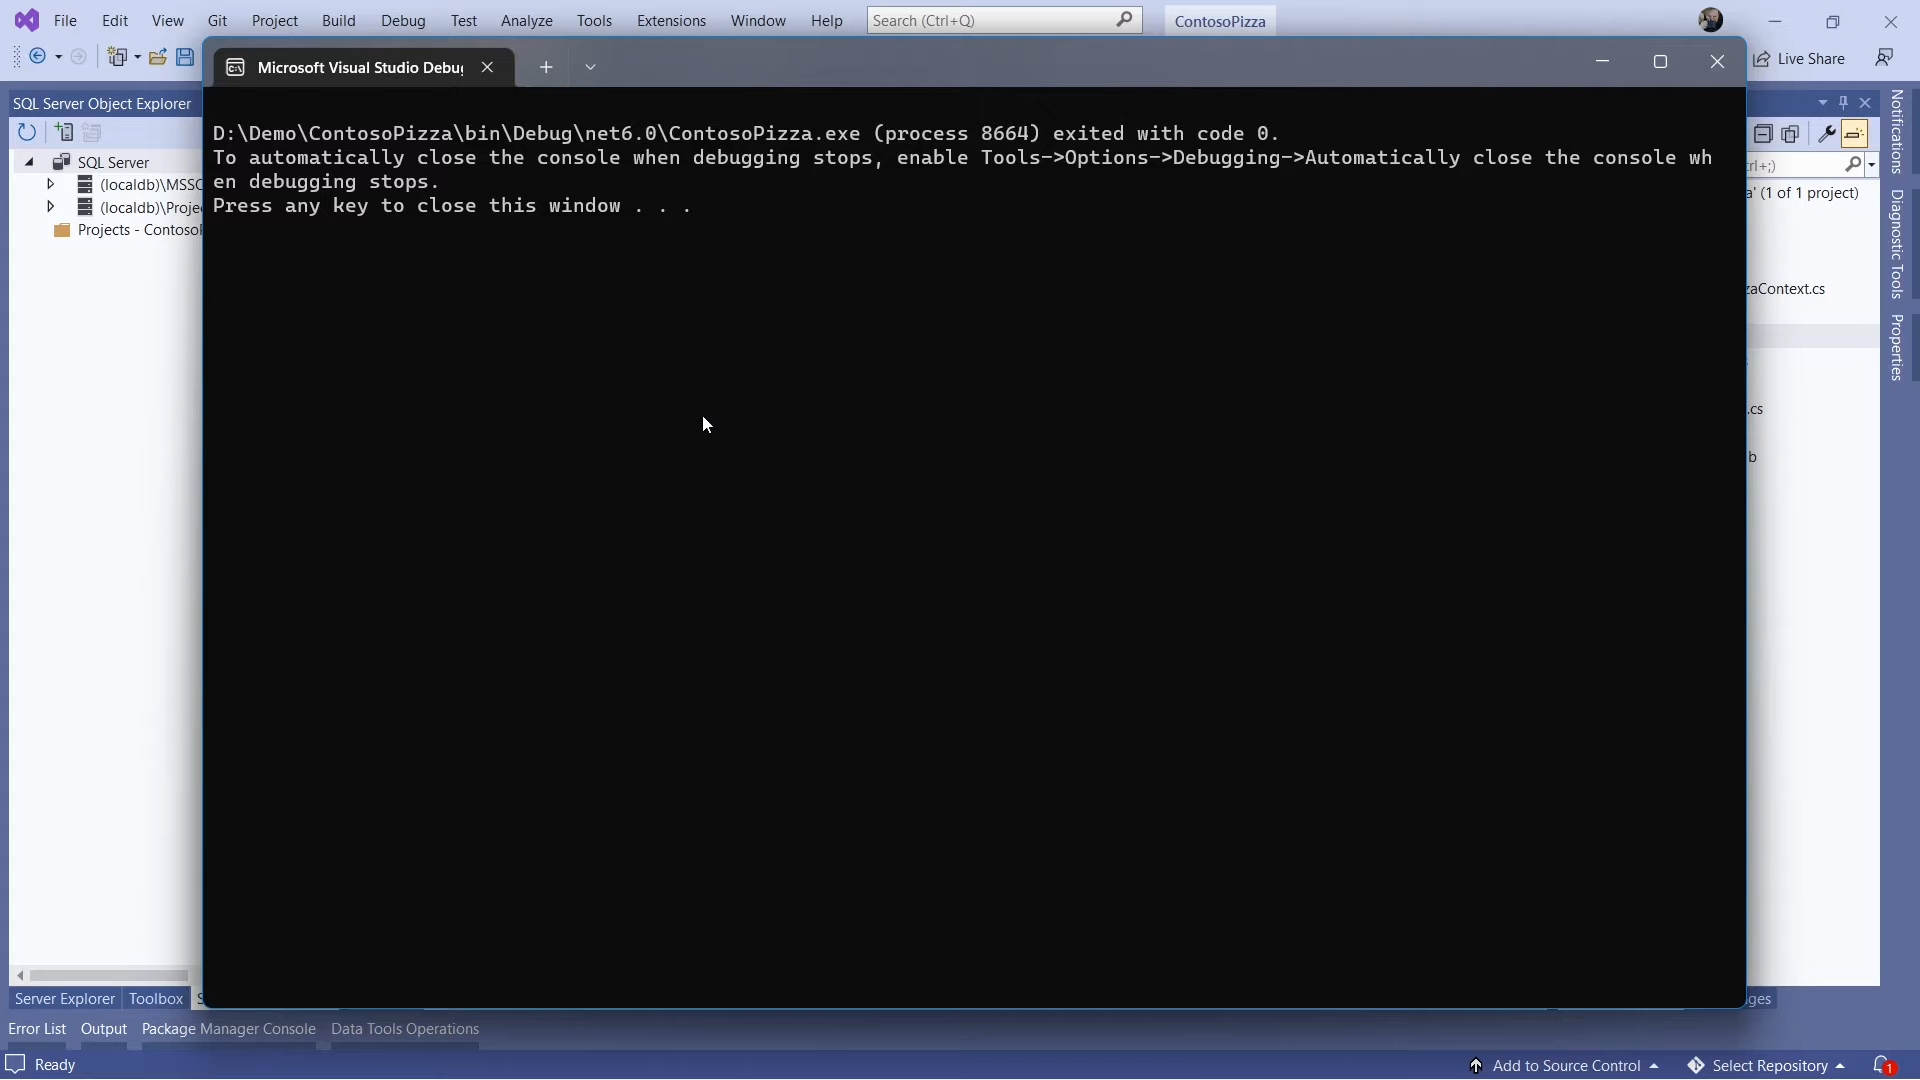 File Edit View Git Project Build Debug Test Analyze Tools Extensions Window Help Search (Ctrl+Q) ContosoPizza
Live Share
Microsoft Visual Studio Debug
SQL Server Object Explorer
SQL Server
(localdb)\MSSQ
(localdb)\Proje
Projects - Contoso
D:\Demo\ContosoPizza\bin\Debug\net6.0\ContosoPizza.exe (process 8664) exited with code 0.
To automatically close the console when debugging stops, enable Tools->Options->Debugging->Automatically close the console wh
en debugging stops.
Press any key to close this window . . .
trl+;)
a' (1 of 1 project)
zaContext.cs
.cs
b
Notifications
Diagnostic Tools
Properties
Server Explorer Toolbox S
ges
Error List Output Package Manager Console Data Tools Operations
Ready
Add to Source Control Select Repository 1